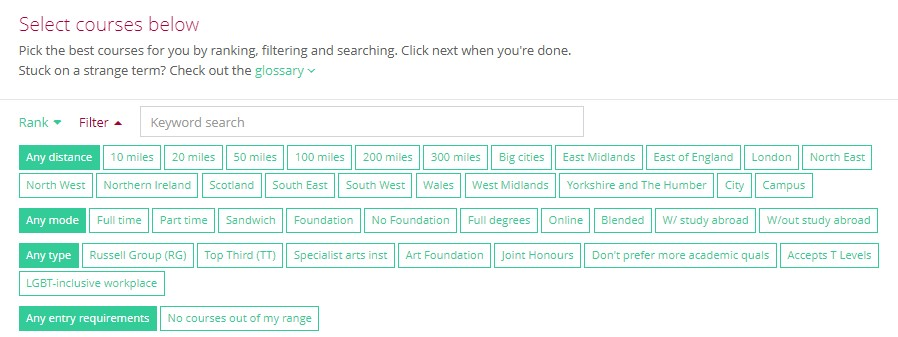 Select courses below
Pick the best courses for you by ranking, filtering and searching. Click next when you're done.
Stuck on a strange term? Check out the glossary
Rank Filter Keyword search
Any distance 10 miles 20 miles 50 miles 100 miles 200 miles 300 miles Big cities East Midlands East of England London North East
North West Northern Ireland Scotland South East South West Wales West Midlands Yorkshire and The Humber City Campus
Any mode Full time Part time Sandwich Foundation No Foundation Full degrees Online Blended W/ study abroad W/out study abroad
Any type Russell Group (RG) Top Third (TT) Specialist arts inst Art Foundation Joint Honours Don't prefer more academic quals Accepts T Levels
LGBT-inclusive workplace
Any entry requirements No courses out of my range